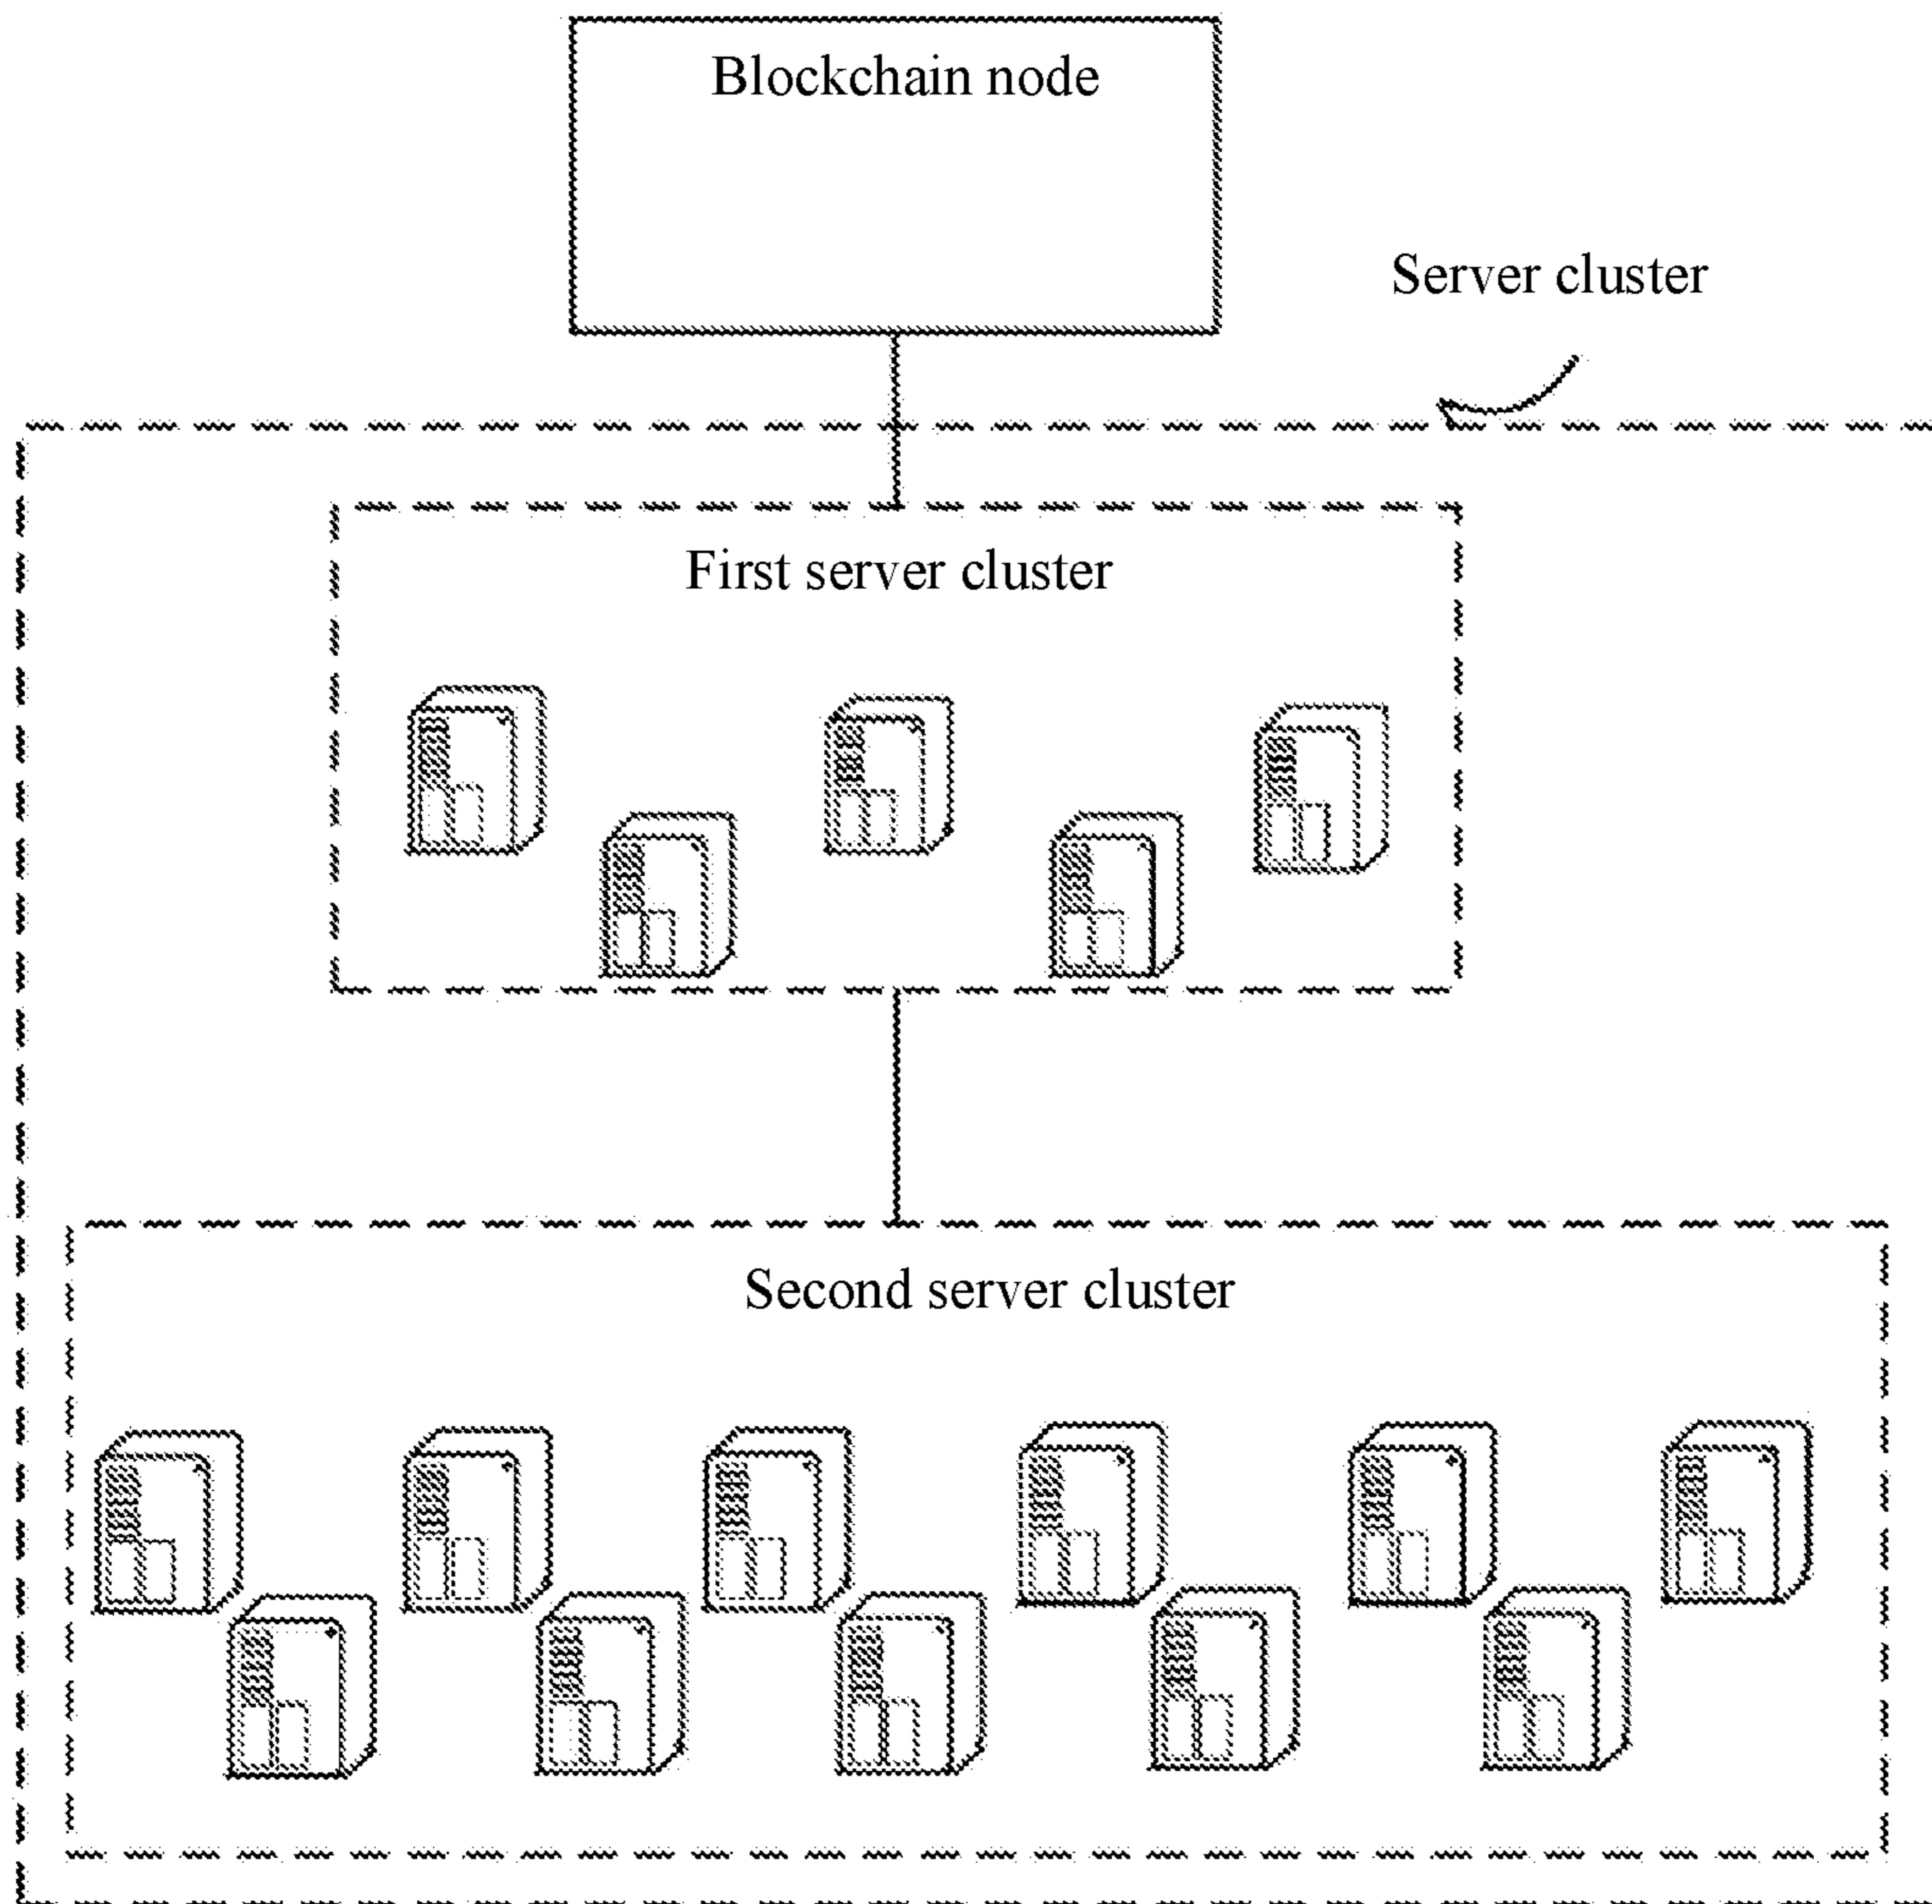 Blockchain node
Server cluster
First server cluster
Second server cluster